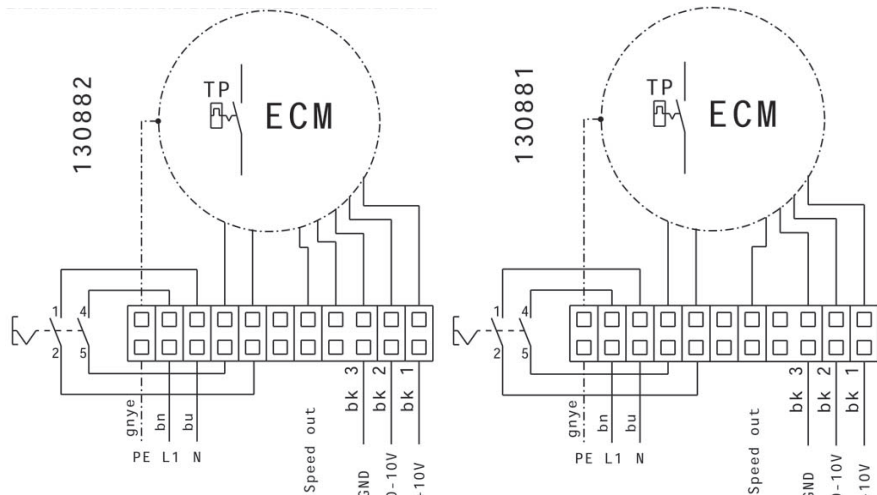 130882
TP
ECM
1
4
2
5
gnye
bn
bu
bk 3
bk 2
bk 1
PE L1 N
Speed out
GND
0-10V
-10V
130881
TP
ECM
1
4
2
5
gnye
bn
bu
bk 3
bk 2
bk 1
PE L1 N
Speed out
GND
0-10V
-10V